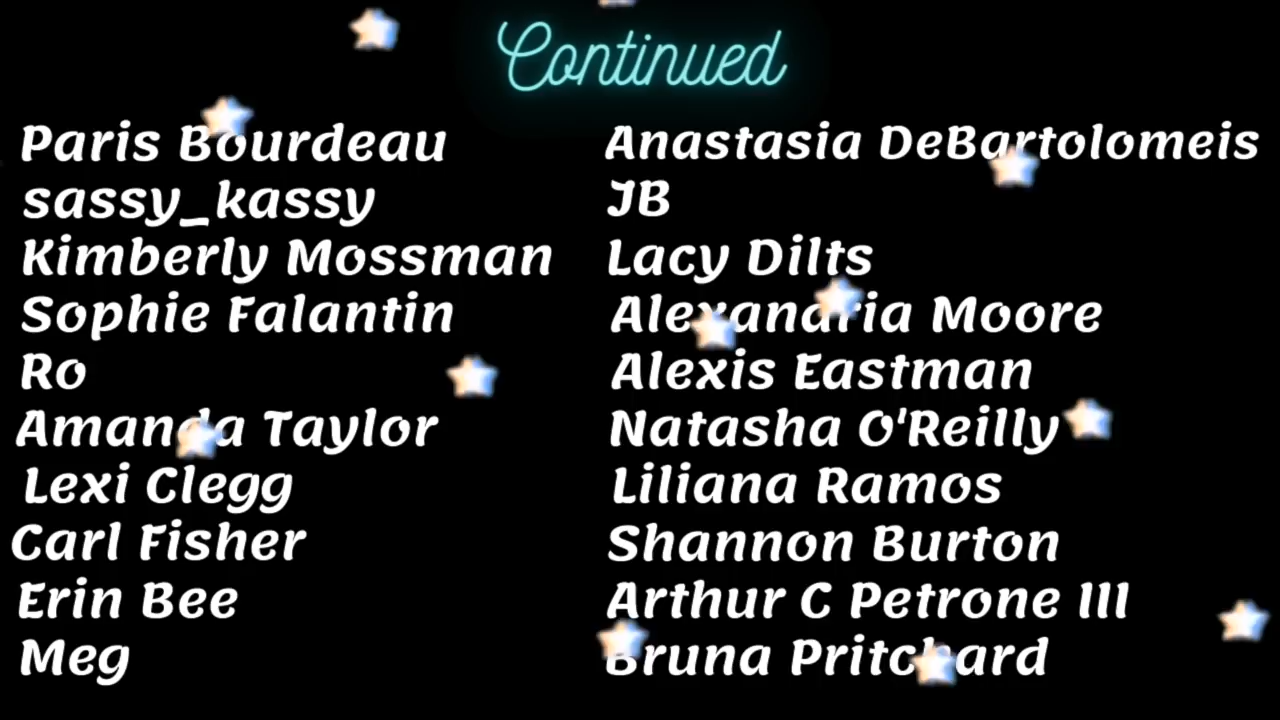 Continued
Paris Bourdeau
sassy_kassy
Kimberly Mossman
Sophie Falantin
Ro
Amanda Taylor
Lexi Clegg
Carl Fisher
Erin Bee
Meg
Anastasia DeBartolomeis
JB
Lacy Dilts
Alexandria Moore
Alexis Eastman
Natasha O'Reilly
Liliana Ramos
Shannon Burton
Arthur C Petrone III
Bruna Pritchard